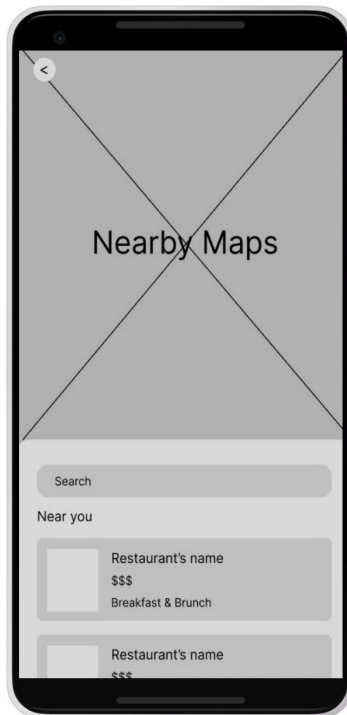 <
Nearby Maps
Search
Near you
Restaurant's name
$$$
Breakfast & Brunch
Restaurant's name
$$$